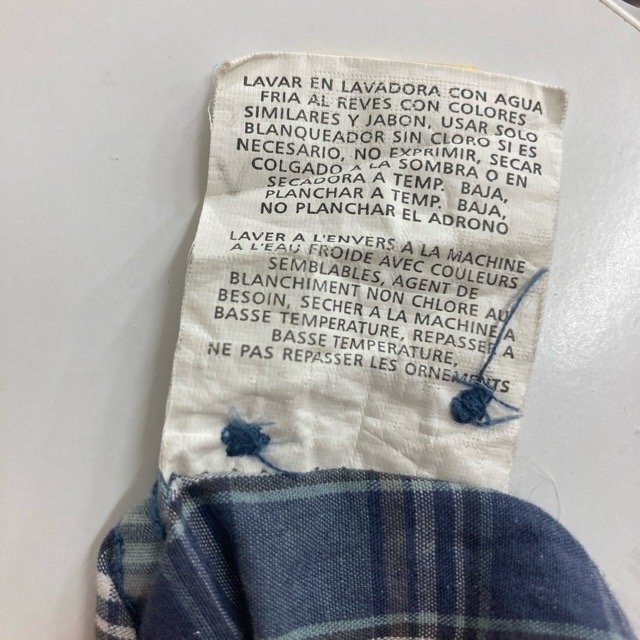 LAVAR EN LAVADORA CON AGUA
FRIA AL REVES CON COLORES
SIMILARES Y JABON, USAR SOLO
BLANQUEADOR SIN CLORO SI ES
NECESARIO, NO EXPRIMIR, SECAR
COLGADO A LA SOMBRA O EN
SECADORA A TEMP. BAJA,
PLANCHAR A TEMP. BAJA,
NO PLANCHAR EL ADRONO
LAVER A L'ENVERS A LA MACHINE
A L'EAU FROIDE AVEC COULEURS
SEMBLABLES, AGENT DE
BLANCHIMENT NON CHLORE AU
BESOIN, SECHER A LA MACHINE A
BASSE TEMPERATURE, REPASSER A
BASSE TEMPERATURE
NE PAS REPASSER LES ORNEMENTS